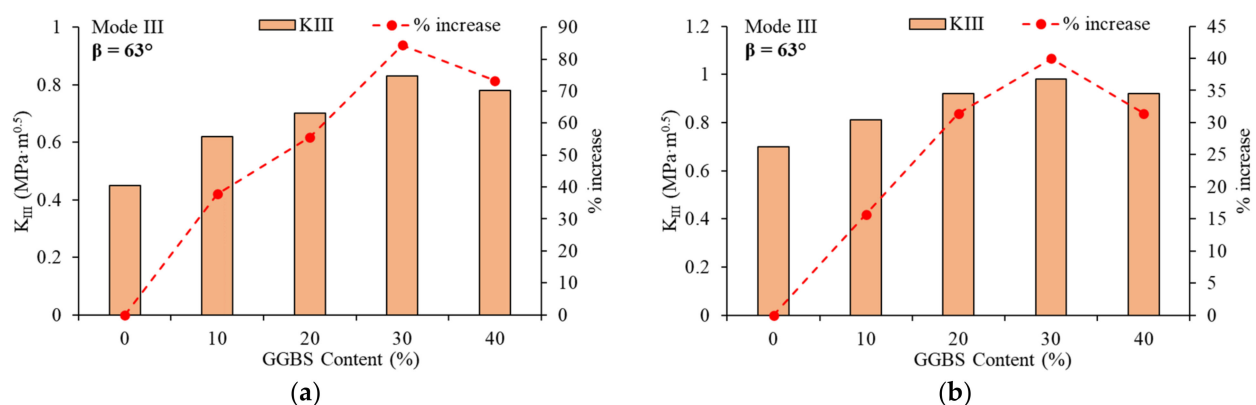 Mode III
β = 63°
KIII
% increase
1
0.8
0.6
0.4
0.2
0
90
80
70
60
50
40
30
20
10
0
K_III (MPa·m^0.5)
% increase
0 10 20 30 40
GGBS Content (%)
(a)
Mode III
β = 63°
KIII
% increase
1.2
1
0.8
0.6
0.4
0.2
0
45
40
35
30
25
20
15
10
5
0
K_III (MPa·m^0.5)
% increase
0 10 20 30 40
GGBS Content (%)
(b)